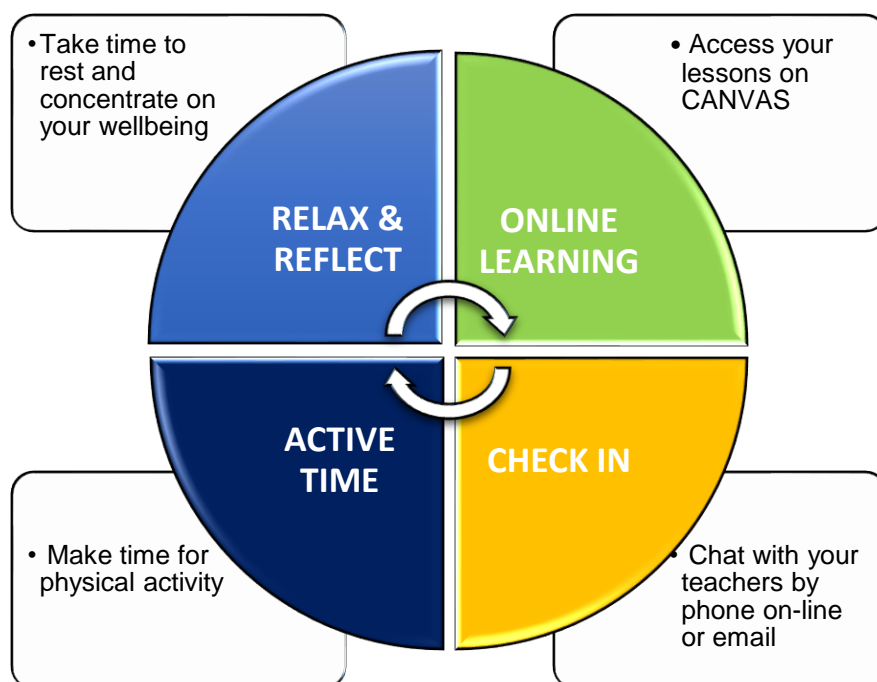 • Take time to
rest and
concentrate on
your wellbeing
• Access your
lessons on
CANVAS
RELAX &
REFLECT
ONLINE
LEARNING
ACTIVE
TIME
CHECK IN
• Make time for
physical activity
• Chat with your
teachers by
phone on-line
or email